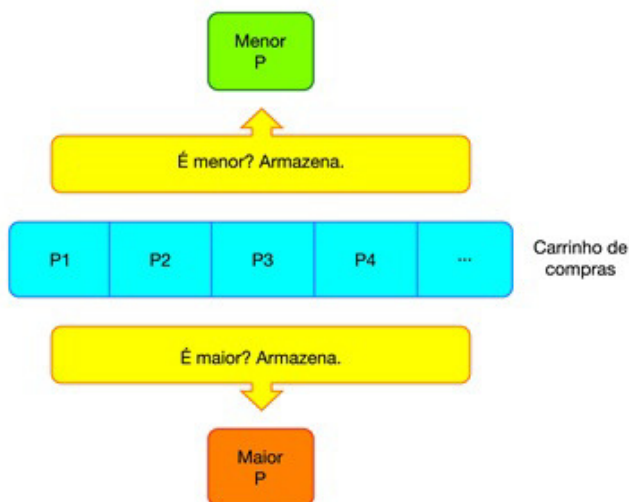 Menor
P
É menor? Armazena.
P1 P2 P3 P4 ...
Carrinho de
compras
É maior? Armazena.
Maior
P